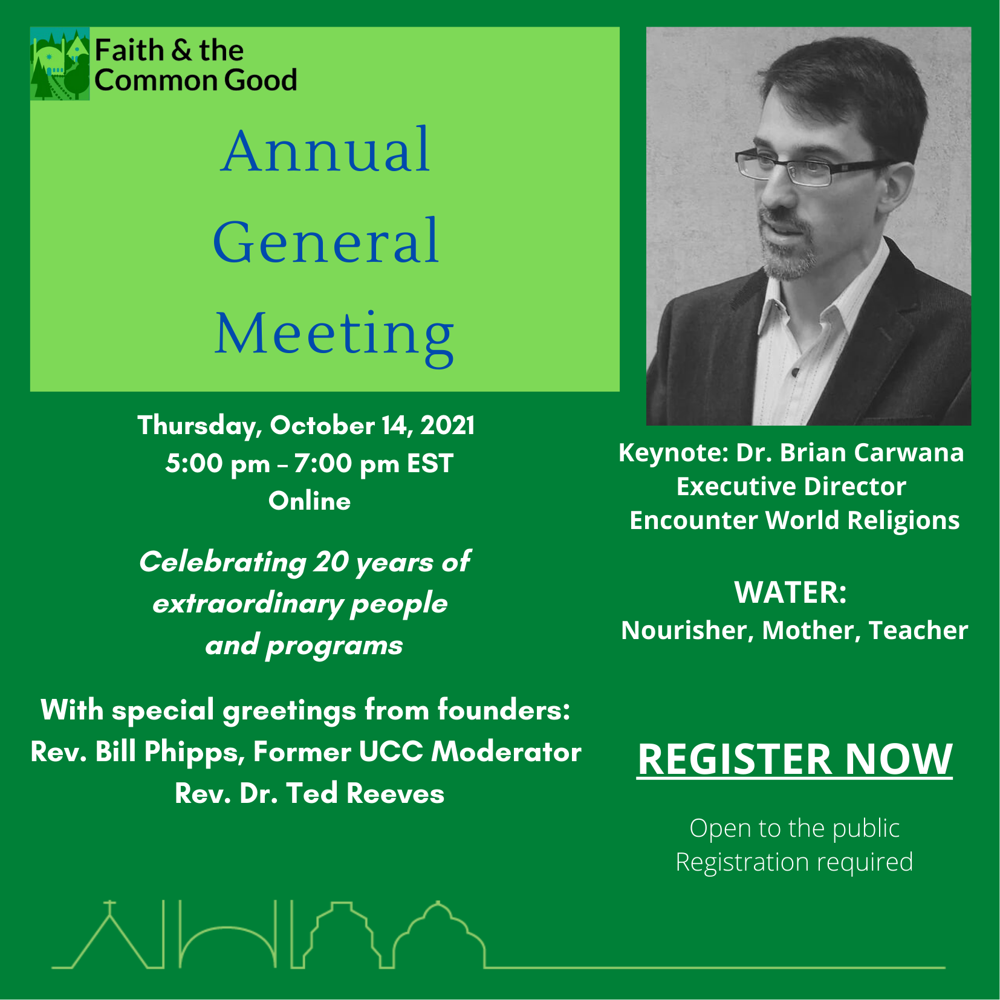 Faith & the
Common Good
Annual
General
Meeting
Thursday, October 14, 2021
5:00 pm – 7:00 pm EST
Online
Celebrating 20 years of
extraordinary people
and programs
With special greetings from founders:
Rev. Bill Phipps, Former UCC Moderator
Rev. Dr. Ted Reeves
Keynote: Dr. Brian Carwana
Executive Director
Encounter World Religions
WATER:
Nourisher, Mother, Teacher
REGISTER NOW
Open to the public
Registration required